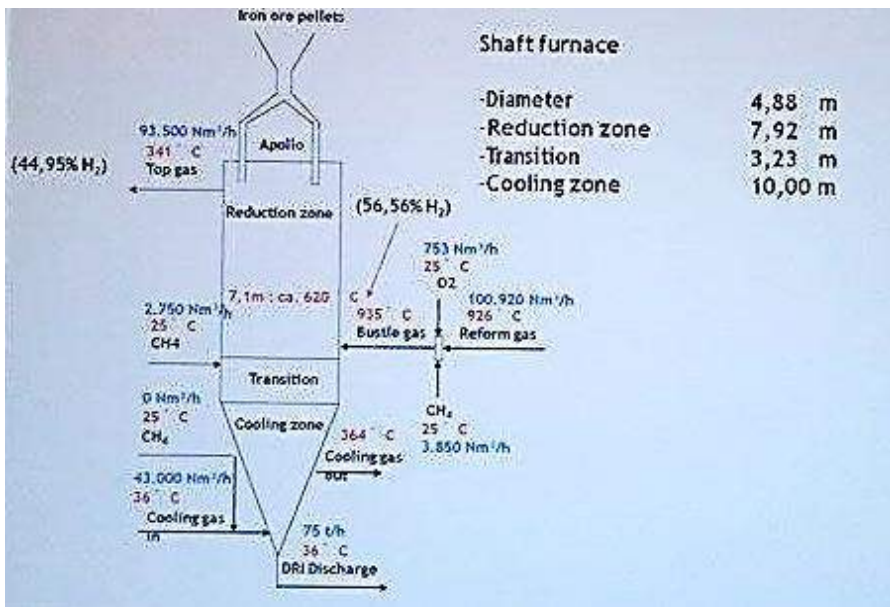 Iron ore pellets
Shaft furnace
-Diameter 4,88 m
-Reduction zone 7,92 m
-Transition 3,23 m
-Cooling zone 10,00 m
93.500 Nm³/h
341° C
Top gas
(44,95% H₂)
Apollo
Reduction zone
(56,56% H₂)
753 Nm³/h
25° C
O2
7,1m : ca. 620 C
935° C
Bustle gas
100.920 Nm³/h
926° C
Reform gas
2.750 Nm³/h
25° C
CH4
Transition
0 Nm³/h
25° C
CH₄
Cooling zone
CH₄
25° C
3.850 Nm³/h
364° C
Cooling gas
out
43.000 Nm³/h
36° C
Cooling gas
in
75 t/h
36° C
DRI Discharge